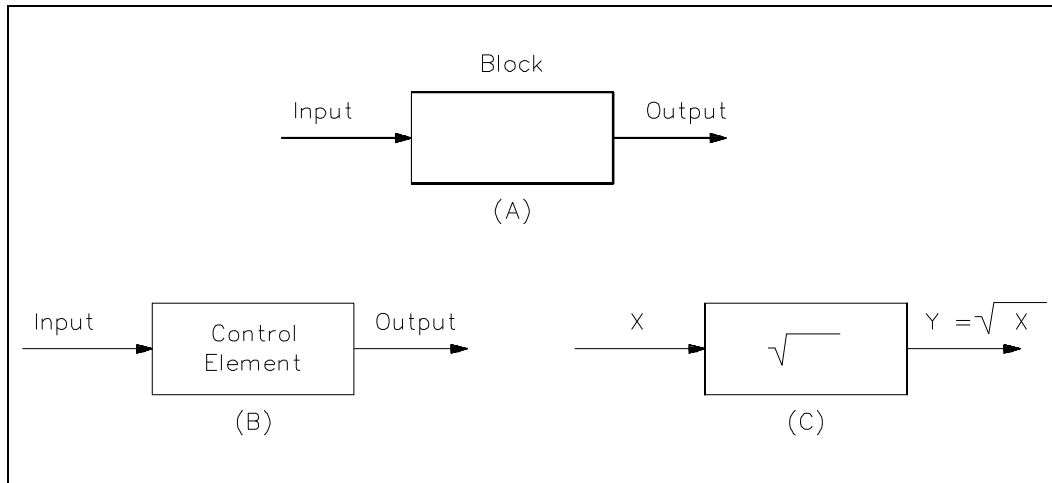 Block
Input
Output
(A)
Input
Control
Element
Output
(B)
X
√
Y = √X
(C)